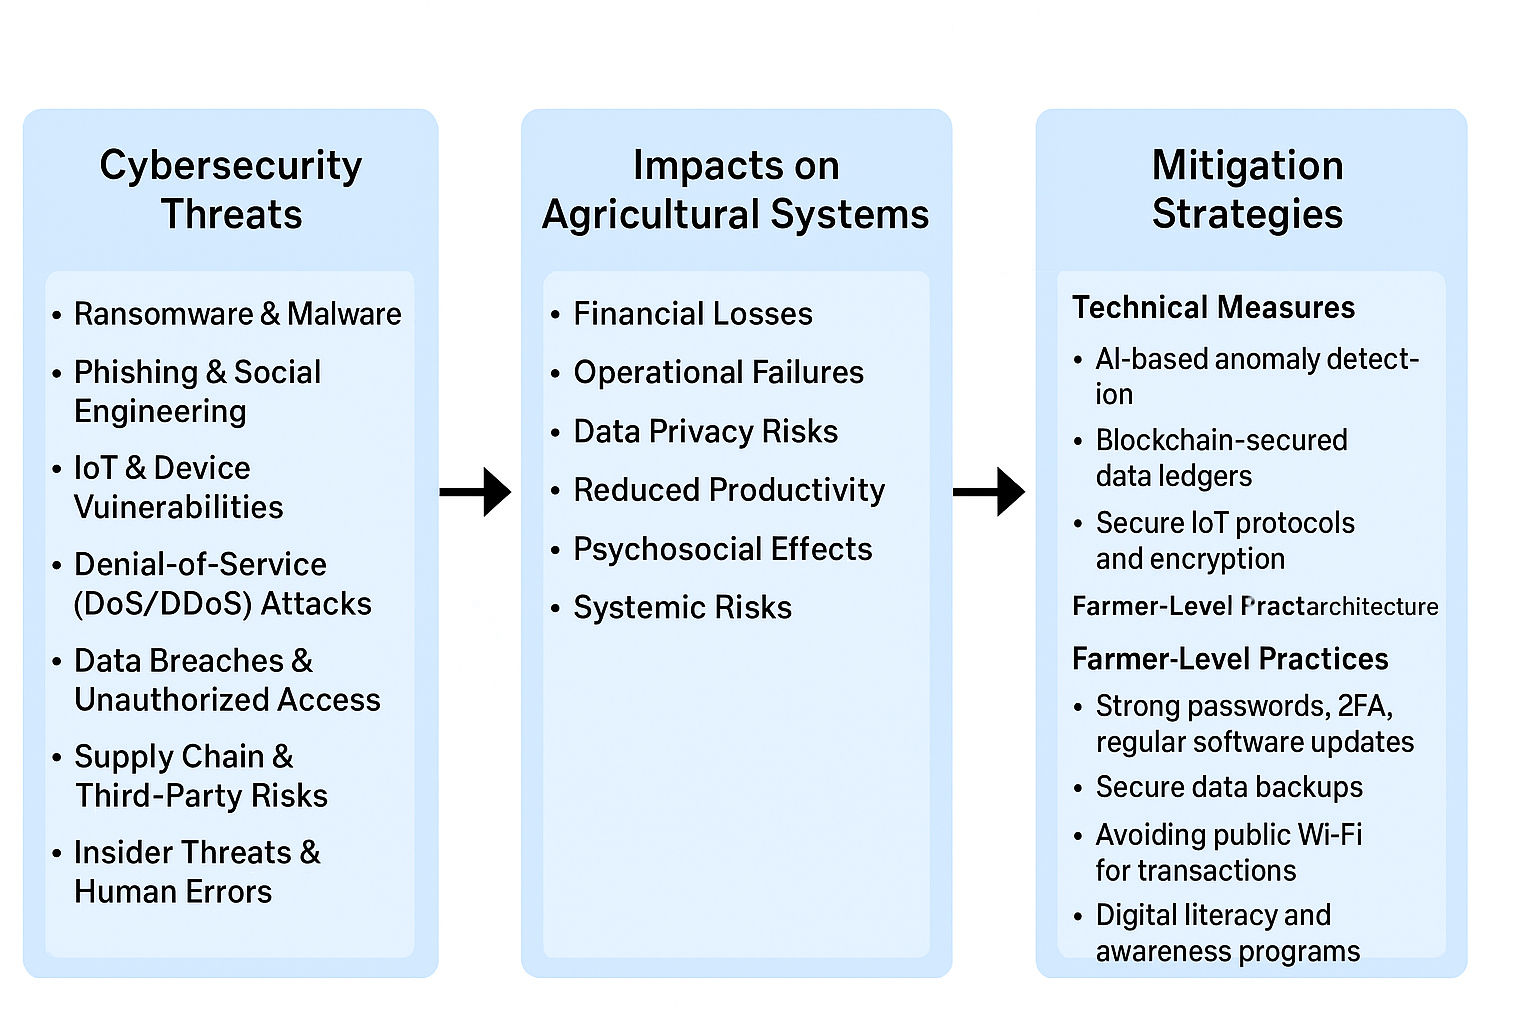 Cybersecurity
Threats
• Ransomware & Malware
• Phishing & Social
Engineering
• IoT & Device
Vuinerabilities
• Denial-of-Service
(DoS/DDoS) Attacks
• Data Breaches &
Unauthorized Access
• Supply Chain &
Third-Party Risks
• Insider Threats &
Human Errors
Impacts on
Agricultural Systems
• Financial Losses
• Operational Failures
• Data Privacy Risks
• Reduced Productivity
• Psychosocial Effects
• Systemic Risks
Mitigation
Strategies
Technical Measures
• AI-based anomaly detect-
ion
• Blockchain-secured
data ledgers
• Secure IoT protocols
and encryption
Farmer-Level Practarchitecture
Farmer-Level Practices
• Strong passwords, 2FA,
regular software updates
• Secure data backups
• Avoiding public Wi-Fi
for transactions
• Digital literacy and
awareness programs